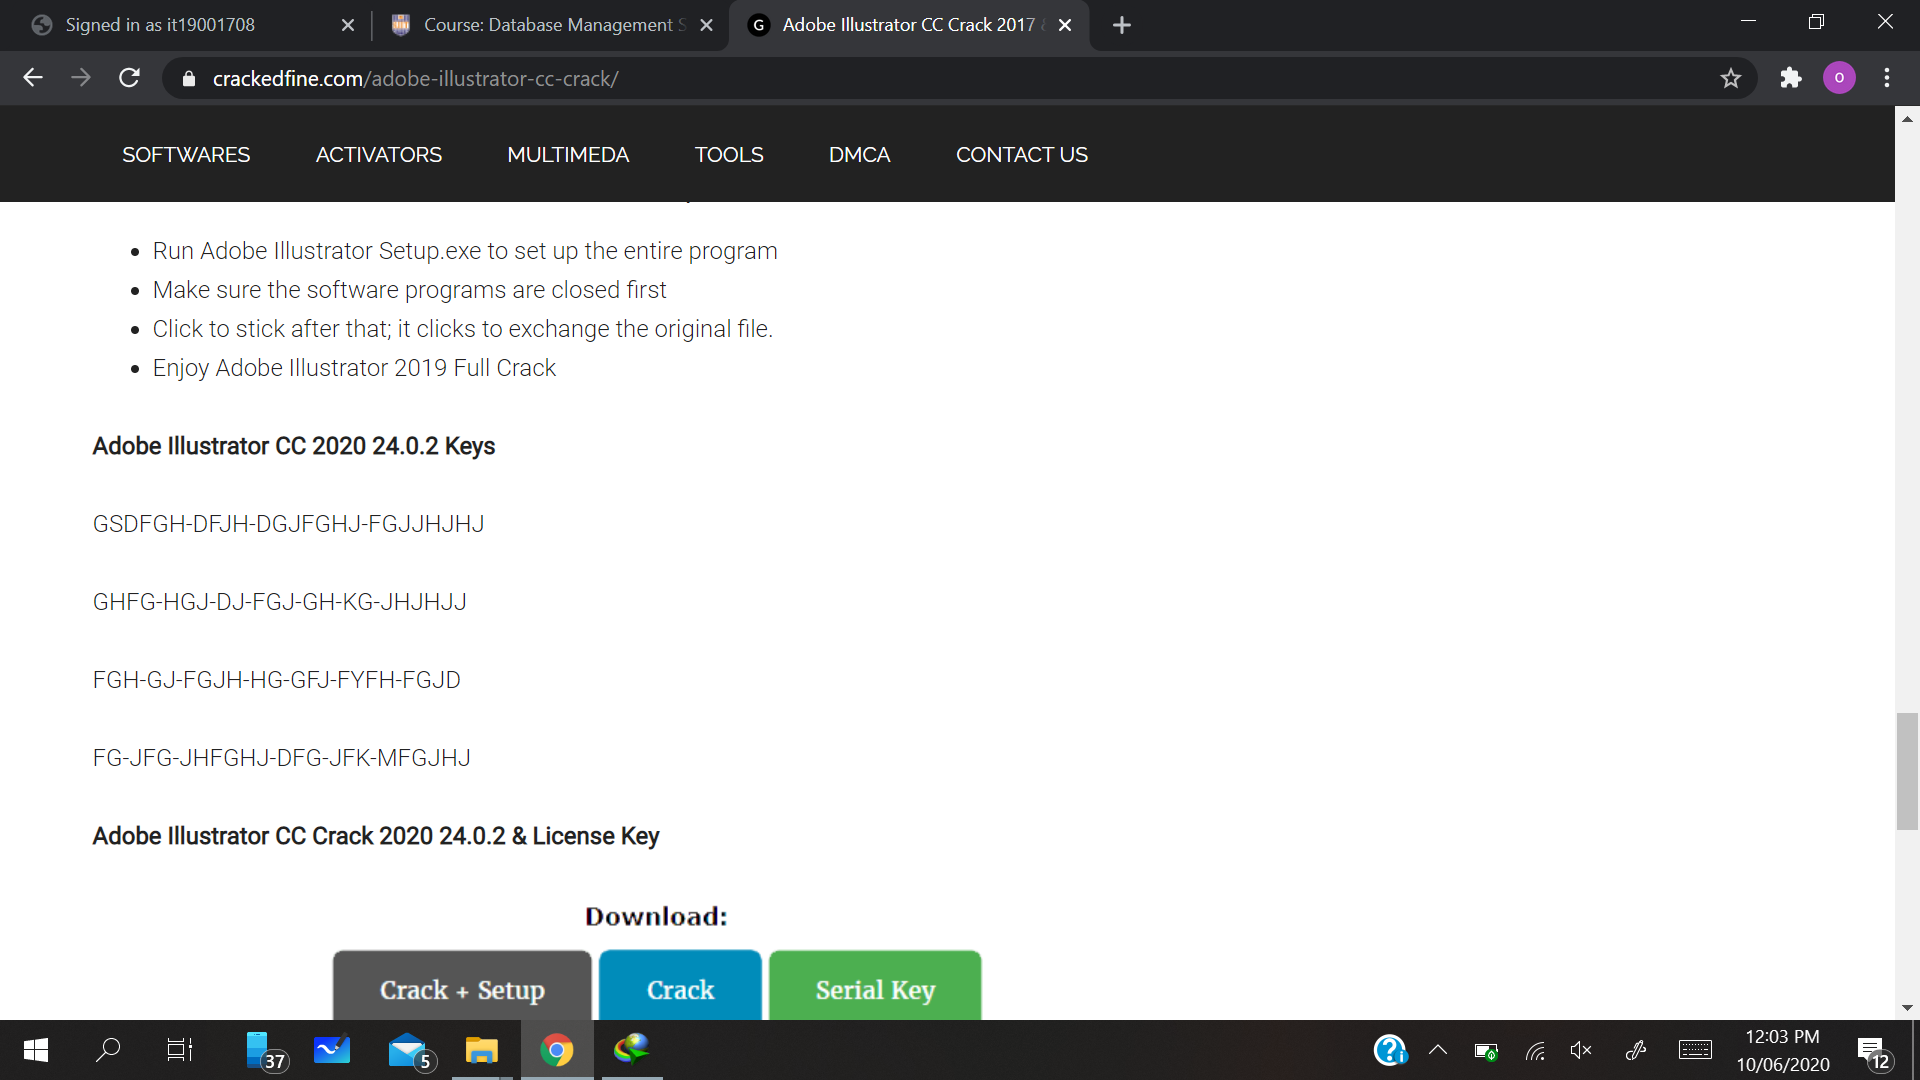 Signed in as it19001708
Course: Database Management S
G
Adobe Illustrator CC Crack 2017 &
crackedfine.com/adobe-illustrator-cc-crack/
O
SOFTWARES
ACTIVATORS
MULTIMEDA
TOOLS
DMCA
CONTACT US
Run Adobe Illustrator Setup.exe to set up the entire program
Make sure the software programs are closed first
Click to stick after that; it clicks to exchange the original file.
Enjoy Adobe Illustrator 2019 Full Crack
Adobe Illustrator CC 2020 24.0.2 Keys
GSDFGH-DFJH-DGJFGHJ-FGJJHJHJ
GHFG-HGJ-DJ-FGJ-GH-KG-JHJHJJ
FGH-GJ-FGJH-HG-GFJ-FYFH-FGJD
FG-JFG-JHFGHJ-DFG-JFK-MFGJHJ
Adobe Illustrator CC Crack 2020 24.0.2 & License Key
Download:
Crack + Setup
Crack
Serial Key
37
5
12:03 PM
10/06/2020
12